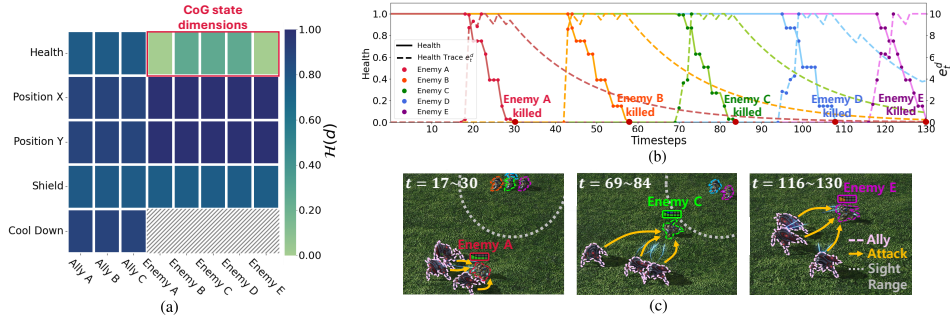 (a)
CoG state
dimensions
Health
Position X
Position Y
Shield
Cool Down
Ally A
Ally B
Ally C
Enemy A
Enemy B
Enemy C
Enemy D
Enemy E
1.00
0.80
0.60
0.40
0.20
0.00
H(d)
1.0
0.8
0.6
0.4
0.2
0.0
Health
Health
Health Trace e_t^d
Enemy A
Enemy B
Enemy C
Enemy D
Enemy E
Enemy A
killed
Enemy B
killed
Enemy C
killed
Enemy D
killed
Enemy E
Killed
10
8
6
4
2
0
e_t^d
10 20 30 40 50 60 70 80 90 100 110 120 130
Timesteps
(b)
t = 17~30
Enemy A
t = 69~84
Enemy C
t = 116~130
Enemy E
Ally
Attack
Sight
Range
(a)
(c)